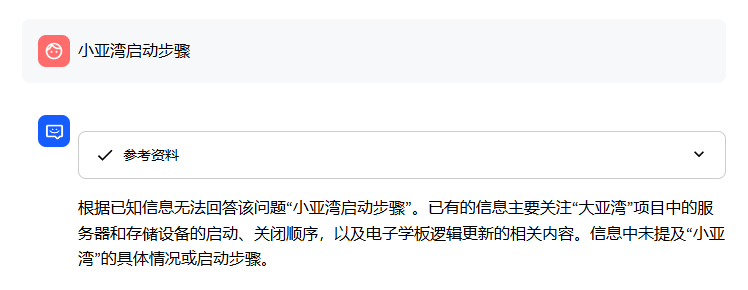 小亚湾启动步骤
参考资料
根据已知信息无法回答该问题“小亚湾启动步骤”。已有的信息主要关注“大亚湾”项目中的服
务器和存储设备的启动、关闭顺序，以及电子学板逻辑更新的相关内容。信息中未提及“小亚
湾”的具体情况或启动步骤。